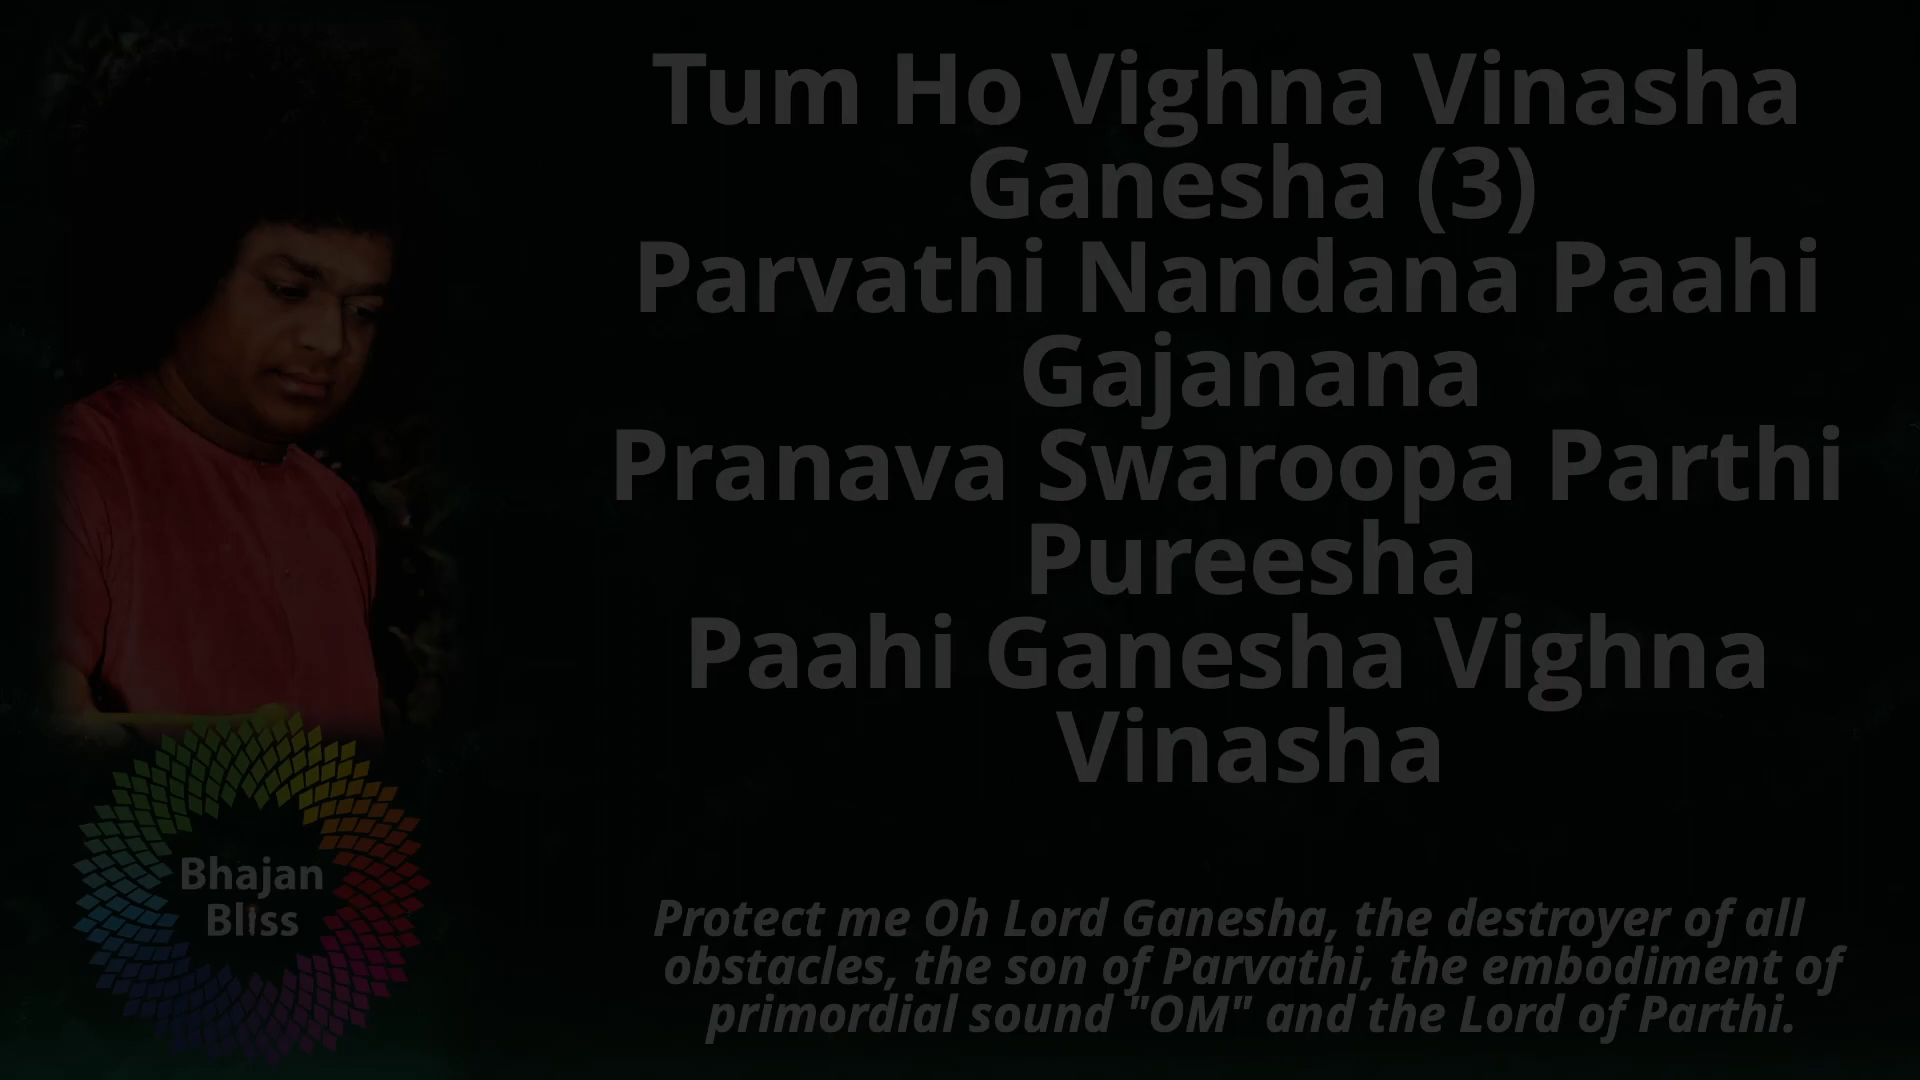 Tum Ho Vighna Vinasha
Ganesha (3)
Parvathi Nandana Paahi
Gajanana
Pranava Swaroopa Parthi
Pureesha
Paahi Ganesha Vighna
Vinasha
Bhajan
Bliss
Protect me Oh Lord Ganesha, the destroyer of all
obstacles, the son of Parvathi, the embodiment of
primordial sound "OM" and the Lord of Parthi.